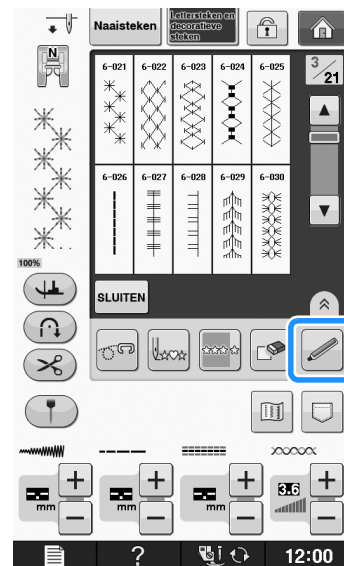 Naaisteken
Lettersteken en
decoratieve
steken
N
3/21
6-021 6-022 6-023 6-024 6-025
6-026 6-027 6-028 6-029 6-030
100%
SLUITEN
mm mm mm 3.6
+ + + +
− − − −
? 12:00